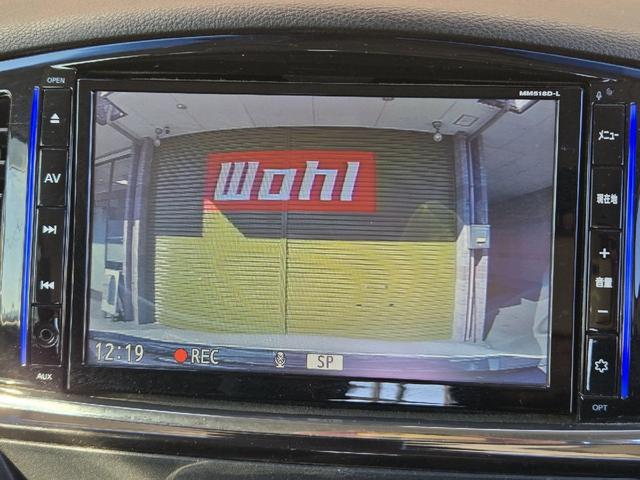 OPEN
MM518D-L
AV
メニュー
現在地
+
音量
−
Wohl
12:19
REC
SP
AUX
OPT